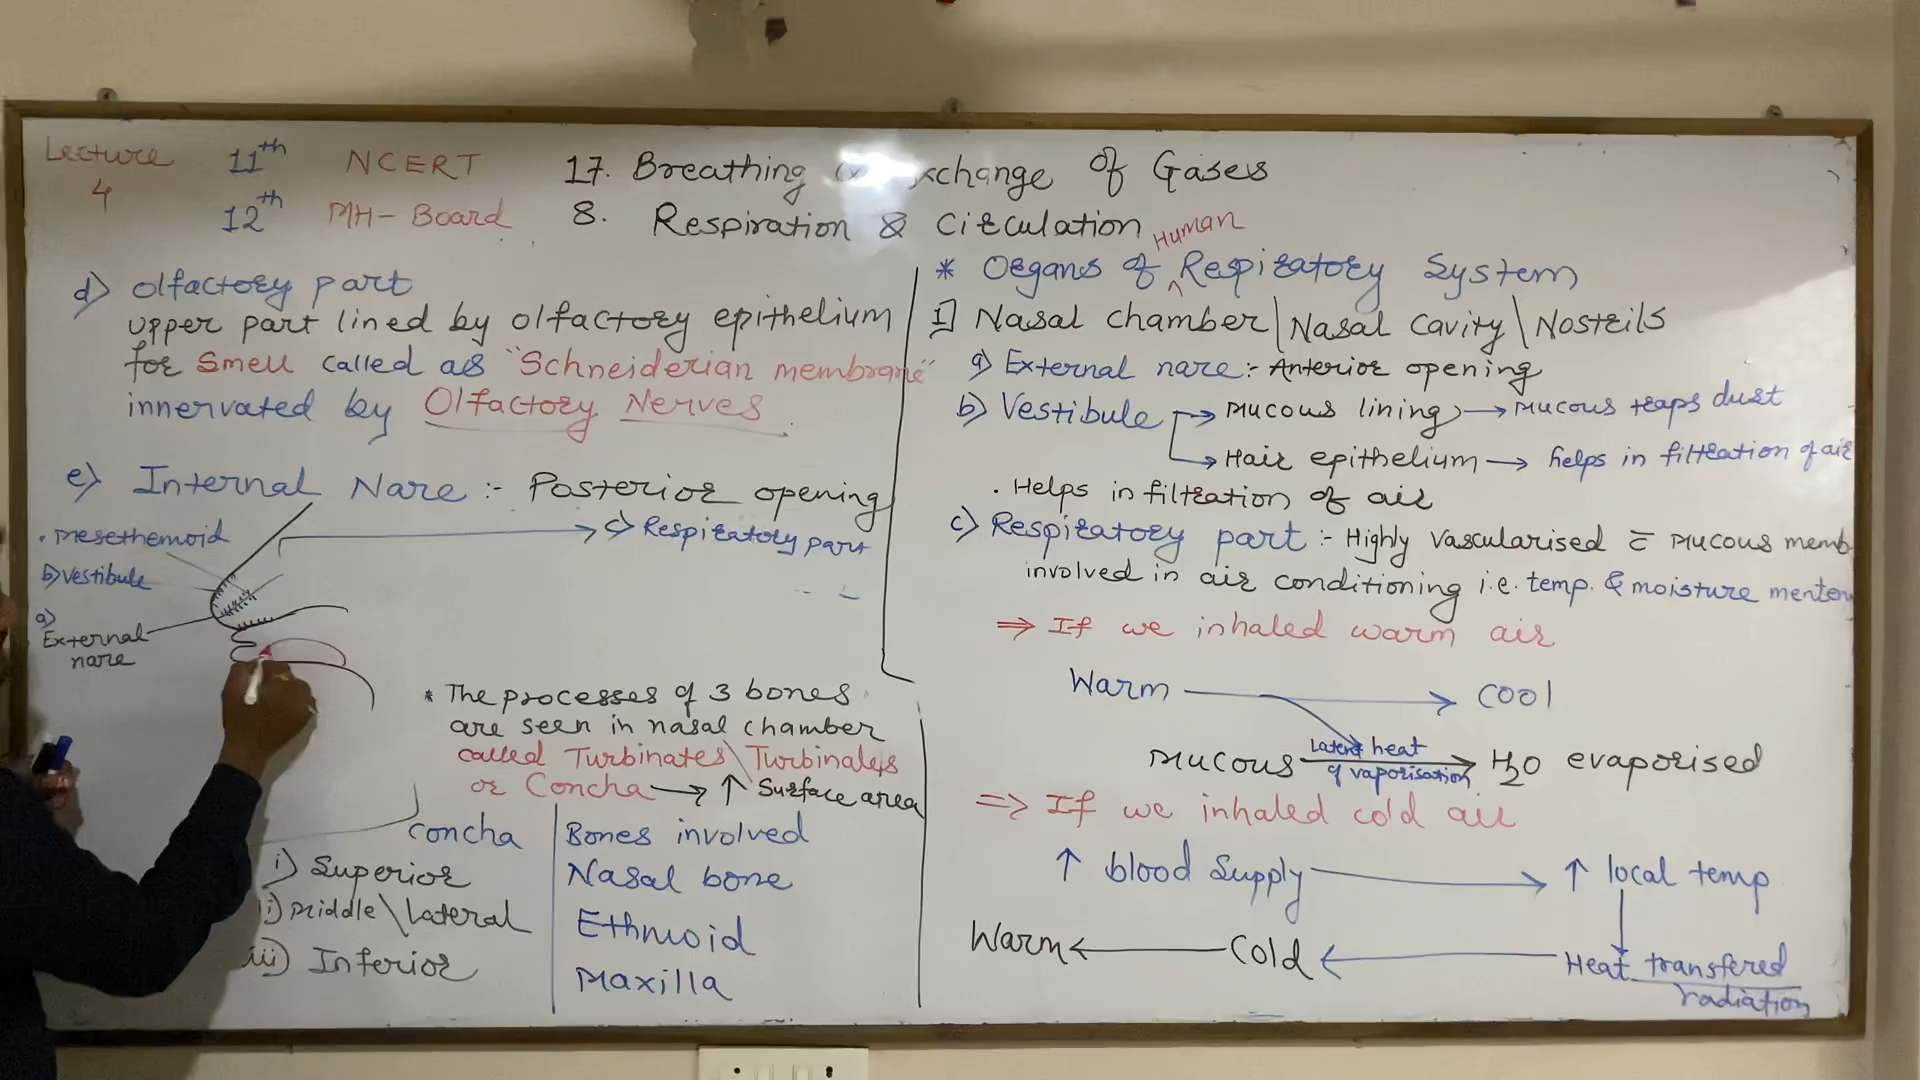 Lecture 4
11th NCERT 17. Breathing & Exchange of Gases
12th MH-Board 8. Respiration & Circulation
d) Olfactory part
upper part lined by olfactory epithelium
for smell called as "Schneiderian membrane"
innervated by Olfactory Nerves
e) Internal Nare :- Posterior opening
c) Respiratory part
. Mesethemoid
b) Vestibule
a) External nare
* The processes of 3 bones
are seen in nasal chamber
called Turbinates \ Turbinals
or Concha → ↑ Surface area
Concha | Bones involved
i) Superior Nasal bone
ii) Middle \ Lateral Ethmoid
iii) Inferior Maxilla
* Organs of Human Respiratory System
I] Nasal chamber | Nasal Cavity \ Nostrils
a) External nare :- Anterior opening
b) Vestibule → Mucous lining → Mucous traps dust
→ Hair epithelium → helps in filtration of air
. Helps in filtration of air
c) Respiratory part :- Highly vascularised c̄ Mucous memb
involved in air conditioning i.e. temp. & moisture menten
⇒ If we inhaled warm air
Warm → Cool
Mucous Latent heat of vaporisation → H2O evaporised
⇒ If we inhaled cold air
↑ blood supply → ↑ local temp
Warm ← Cold ← Heat transfered
radiation